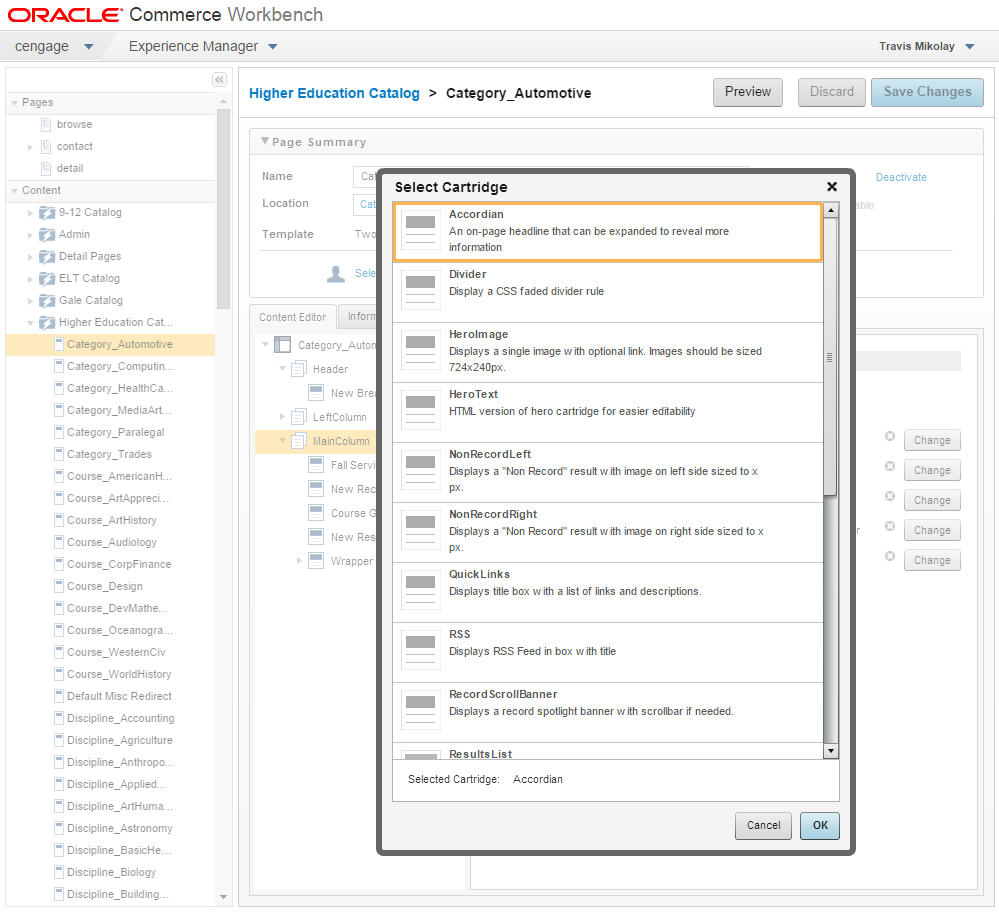 ORACLE Commerce Workbench
cengage Experience Manager Travis Mikolay
Pages
browse
contact
detail
Content
9-12 Catalog
Admin
Detail Pages
ELT Catalog
Gale Catalog
Higher Education Cat...
Category_Automotive
Category_Computin...
Category_HealthCa...
Category_MediaArt...
Category_Paralegal
Category_Trades
Course_AmericanH...
Course_ArtAppreci...
Course_ArtHistory
Course_Audiology
Course_CorpFinance
Course_Design
Course_DevMathe...
Course_Oceanogra...
Course_WesternCiv
Course_WorldHistory
Default Misc Redirect
Discipline_Accounting
Discipline_Agriculture
Discipline_Anthropo...
Discipline_Applied...
Discipline_ArtHuma...
Discipline_Astronomy
Discipline_BasicHe...
Discipline_Biology
Discipline_Building...
Higher Education Catalog > Category_Automotive
Preview Discard Save Changes
Page Summary
Name Cat
Deactivate
Location Cat
Template Two
Sele
Content Editor Inform
Category_Autom
Header
New Brea
LeftColumn
MainColumn
Fall Servi
New Rec
Course G
New Res
Wrapper
Change
Change
Change
Change
Change
Select Cartridge
Accordian
An on-page headline that can be expanded to reveal more
information
Divider
Display a CSS faded divider rule
HeroImage
Displays a single image with optional link. Images should be sized
724x240px.
HeroText
HTML version of hero cartridge for easier editability
NonRecordLeft
Displays a "Non Record" result with image on left side sized to x
px.
NonRecordRight
Displays a "Non Record" result with image on right side sized to x
px.
QuickLinks
Displays title box with a list of links and descriptions.
RSS
Displays RSS Feed in box with title
RecordScrollBanner
Displays a record spotlight banner with scrollbar if needed.
ResultsList
Selected Cartridge: Accordian
Cancel OK